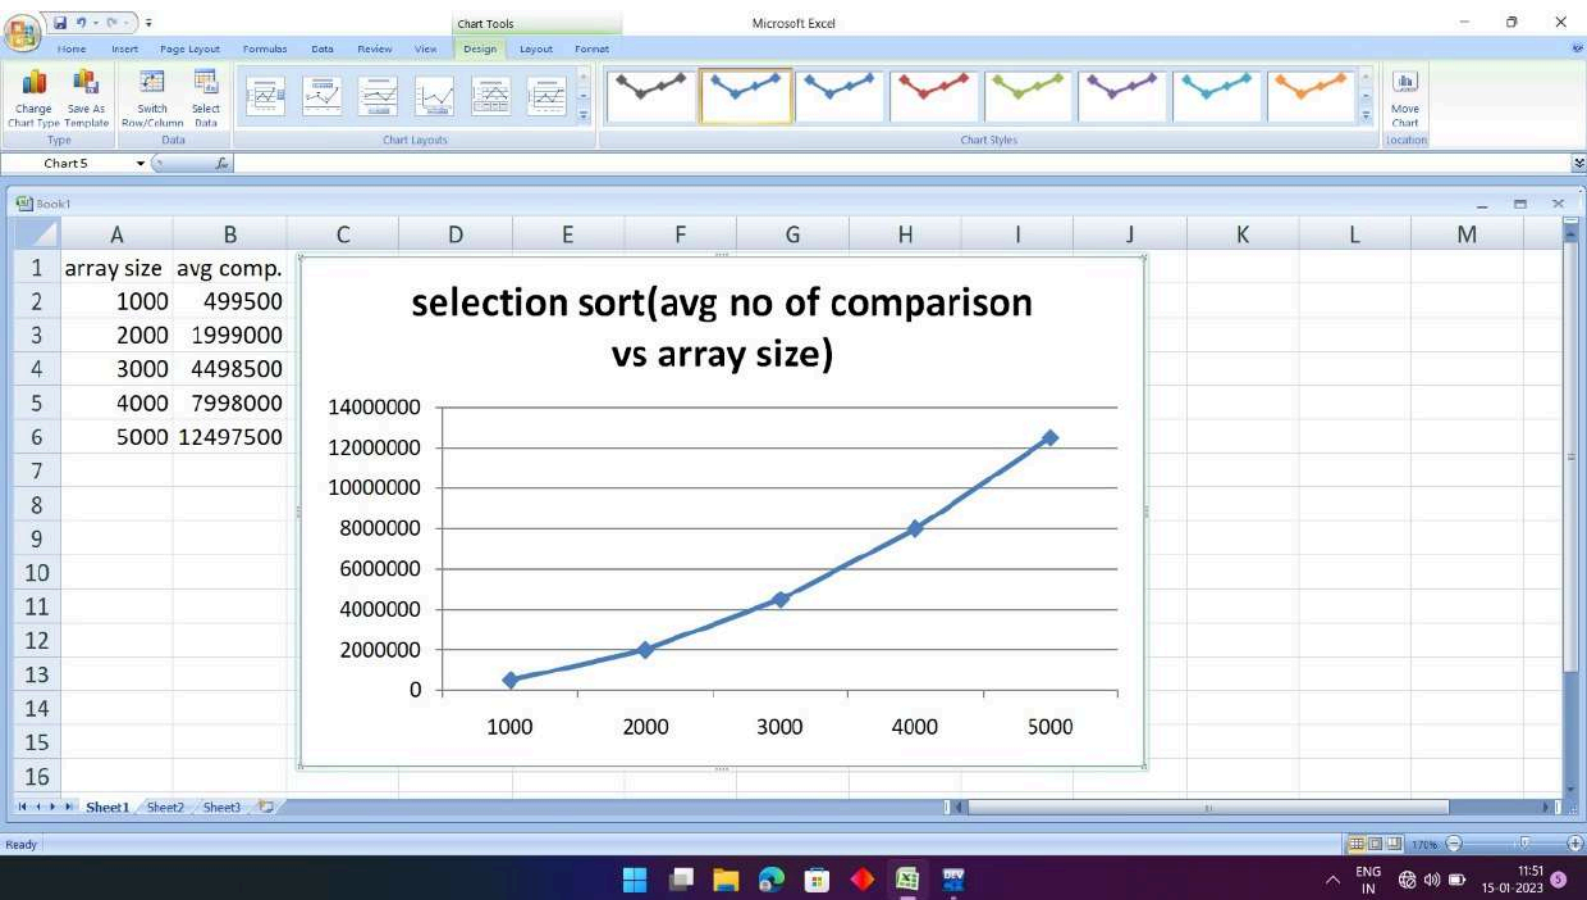 Chart Tools
Microsoft Excel
Home Insert Page Layout Formulas Data Review View Design Layout Format
Change Chart Type
Save As Template
Switch Row/Column
Select Data
Move Chart
Type Data Chart Layouts Chart Styles Location
Chart 5
Book1
A B C D E F G H I J K L M
1 array size avg comp.
2 1000 499500
3 2000 1999000
4 3000 4498500
5 4000 7998000
6 5000 12497500
7
8
9
10
11
12
13
14
15
16
selection sort(avg no of comparison
vs array size)
14000000
12000000
10000000
8000000
6000000
4000000
2000000
0
1000 2000 3000 4000 5000
Sheet1 Sheet2 Sheet3
Ready
170%
DEV
ENG
IN
11:51
15-01-2023
5